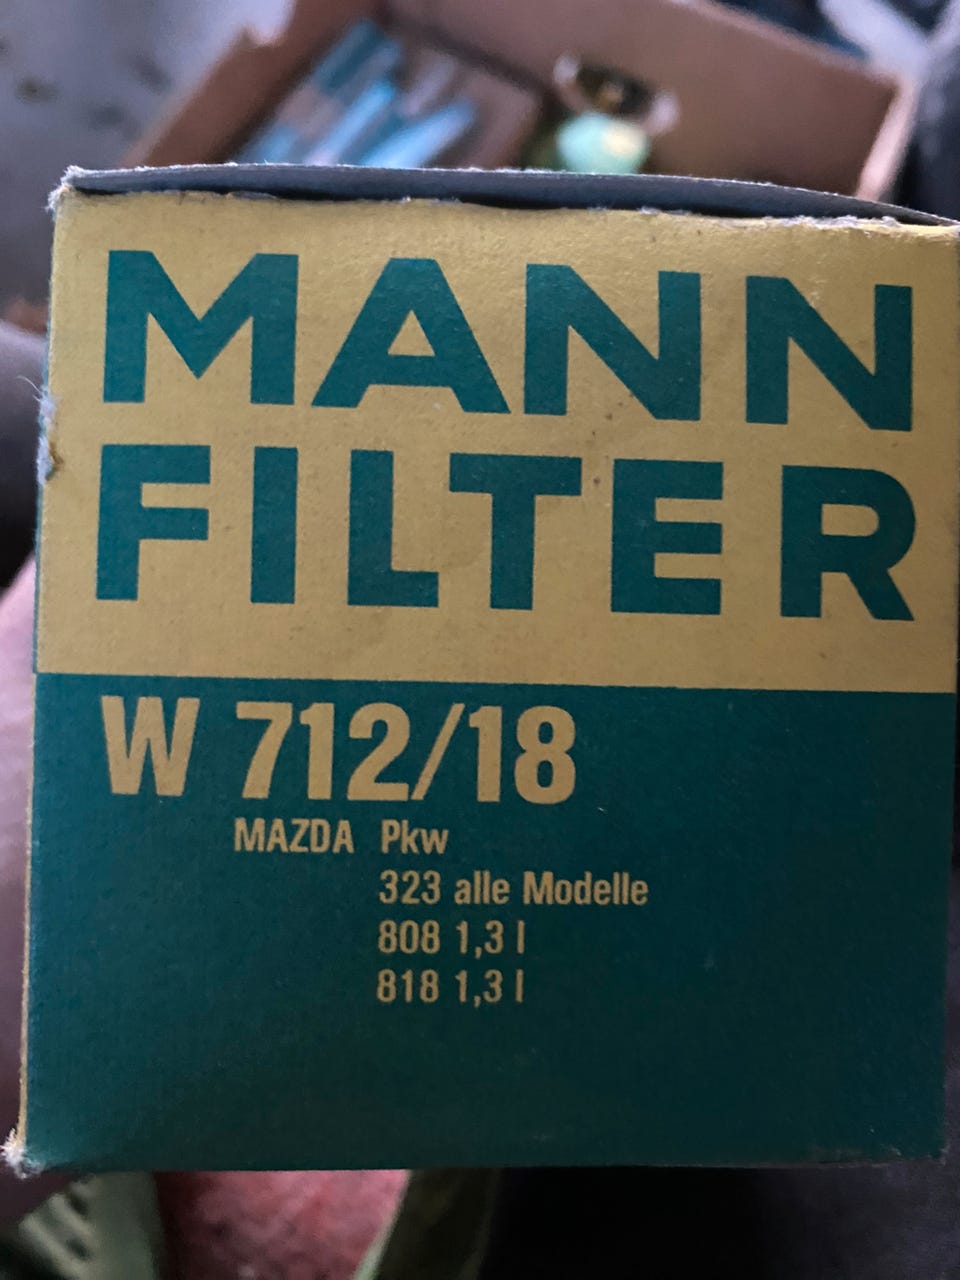 MANN
FILTER
W 712/18
MAZDA Pkw
323 alle Modelle
808 1,3 l
818 1,3 l